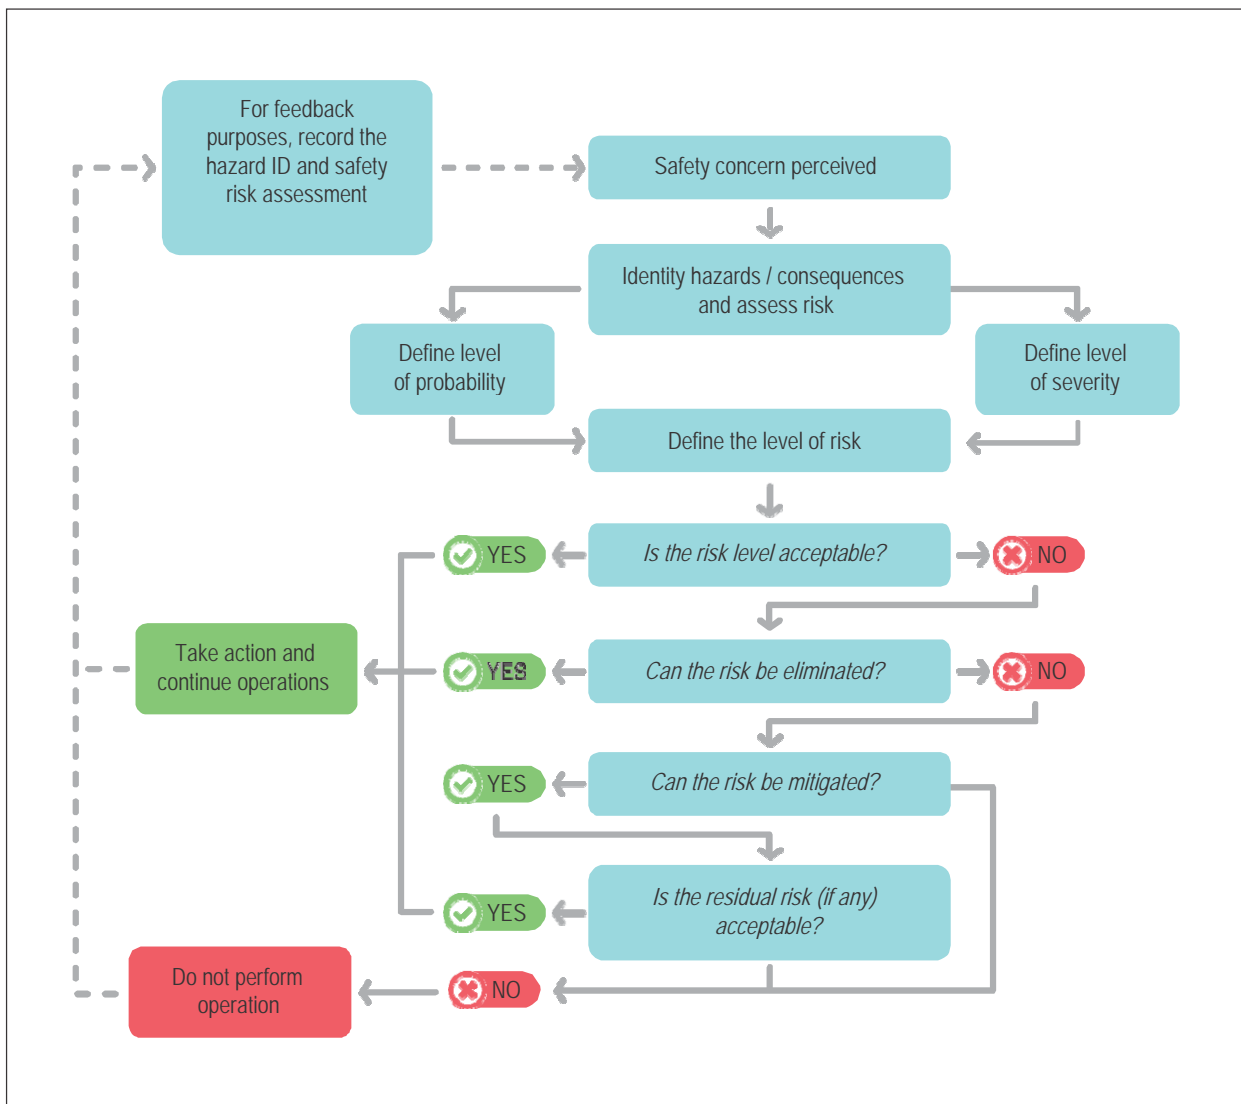 For feedback
purposes, record the
hazard ID and safety
risk assessment
Safety concern perceived
Identity hazards / consequences
and assess risk
Define level
of probability
Define level
of severity
Define the level of risk
YES
Is the risk level acceptable?
NO
Take action and
continue operations
YES
Can the risk be eliminated?
NO
YES
Can the risk be mitigated?
YES
Is the residual risk (if any)
acceptable?
Do not perform
operation
NO